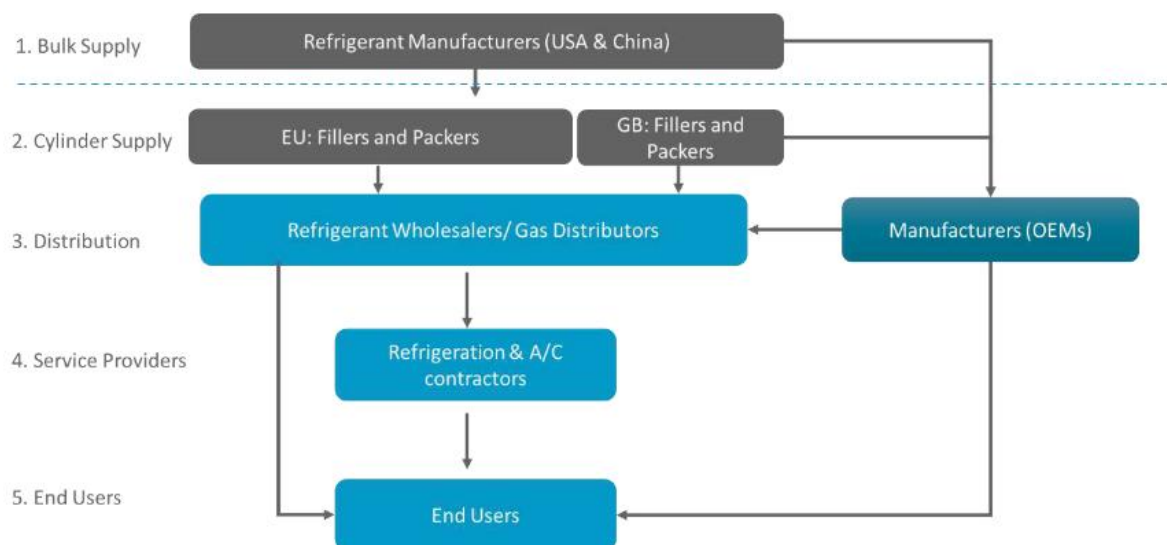 1. Bulk Supply
Refrigerant Manufacturers (USA & China)
2. Cylinder Supply
EU: Fillers and Packers
GB: Fillers and
Packers
3. Distribution
Refrigerant Wholesalers/ Gas Distributors
Manufacturers (OEMs)
4. Service Providers
Refrigeration & A/C
contractors
5. End Users
End Users